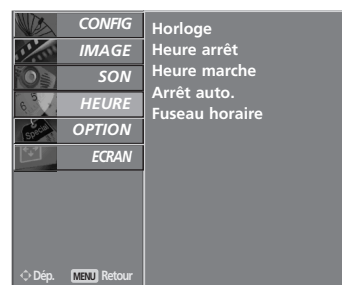 CONFIG
IMAGE
SON
HEURE
OPTION
ECRAN
Horloge
Heure arrêt
Heure marche
Arrêt auto.
Fuseau horaire
Dép. MENU Retour